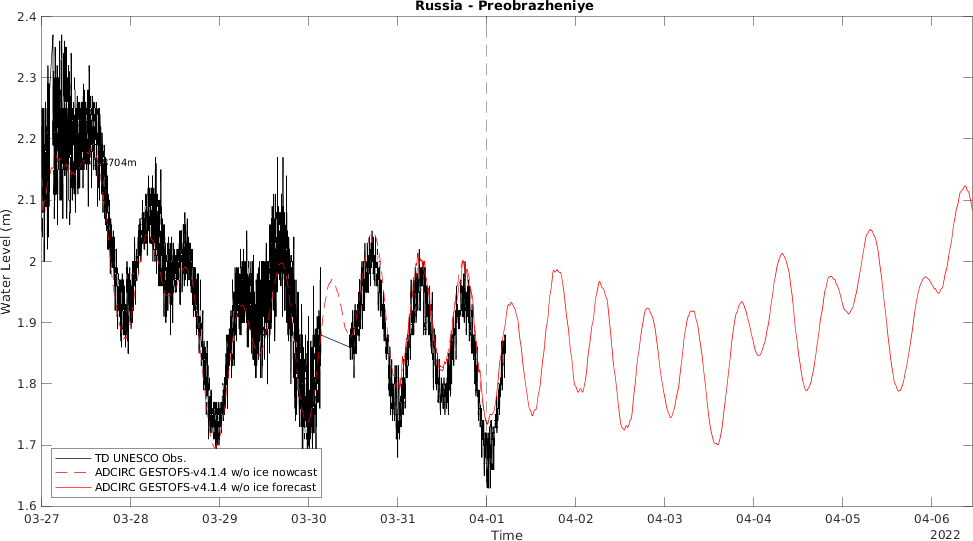 Russia - Preobrazheniye
2.4
2.3
2.2
2.1
2
1.9
1.8
1.7
1.6
Water Level (m)
704m
TD UNESCO Obs.
ADCIRC GESTOFS-v4.1.4 w/o ice nowcast
ADCIRC GESTOFS-v4.1.4 w/o ice forecast
03-27 03-28 03-29 03-30 03-31 04-01 04-02 04-03 04-04 04-05 04-06
Time
2022